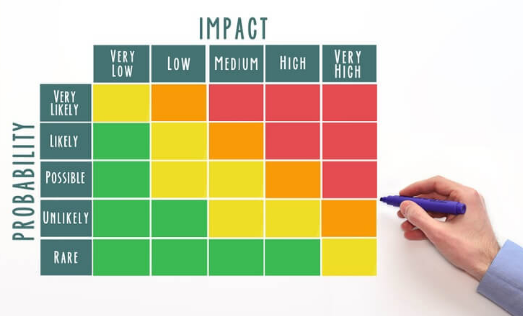 IMPACT
VERY
LOW
LOW
MEDIUM
HIGH
VERY
HIGH
PROBABILITY
VERY
LIKELY
LIKELY
POSSIBLE
UNLIKELY
RARE